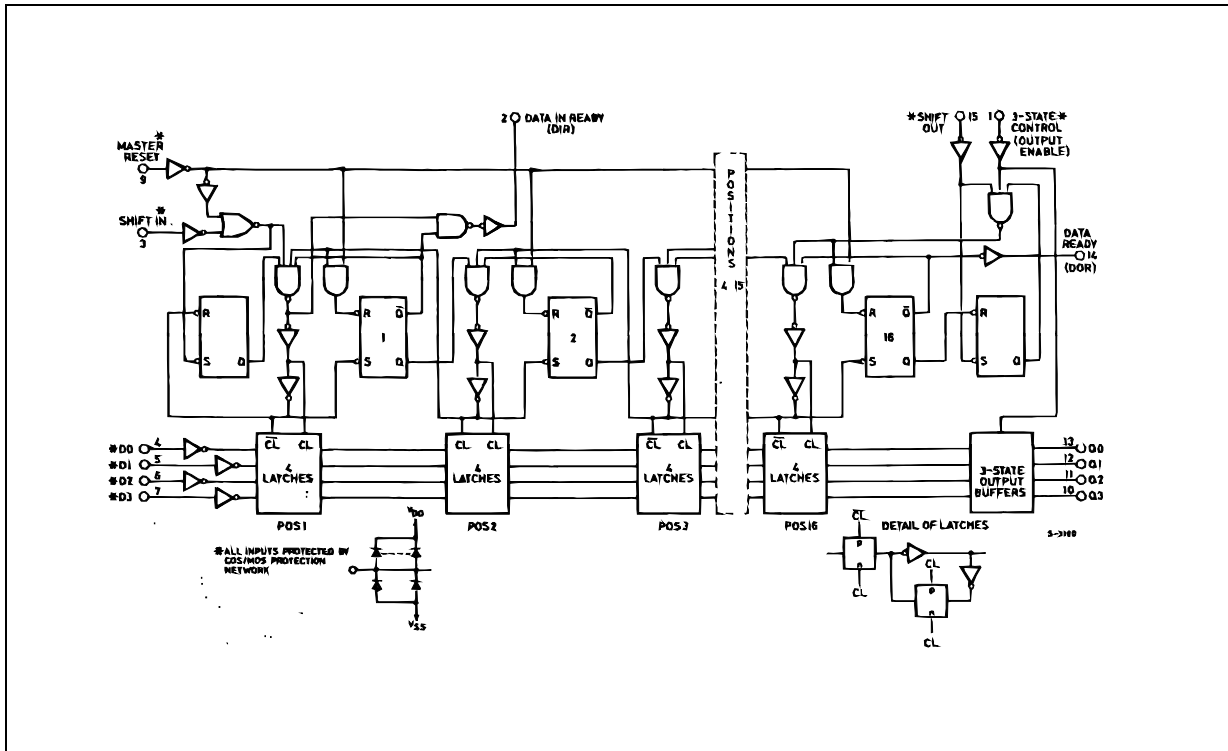 2 DATA IN READY
(DIR)
* SHIFT 15
OUT
1 3-STATE *
CONTROL
(OUTPUT
ENABLE)
*
MASTER
RESET
9
*
SHIFT IN
3
POSITIONS
4 15
DATA
READY
14
(DOR)
R
S Q
R Q̅
1
S Q
R Q̅
2
S Q
R Q̅
16
S Q
R
S
*D0 4
*D1 5
*D2 6
*D3 7
C̅L̅ CL
4
LATCHES
POS1
CL CL
4
LATCHES
POS2
C̅L̅ CL
4
LATCHES
POS3
C̅L̅ CL
4
LATCHES
POS16
3-STATE
OUTPUT
BUFFERS
13 Q0
12 Q1
11 Q2
10 Q3
*ALL INPUTS PROTECTED BY
COS/MOS PROTECTION
NETWORK
VDD
VSS
DETAIL OF LATCHES
C̅L̅
P
n
CL
CL
P
n
CL